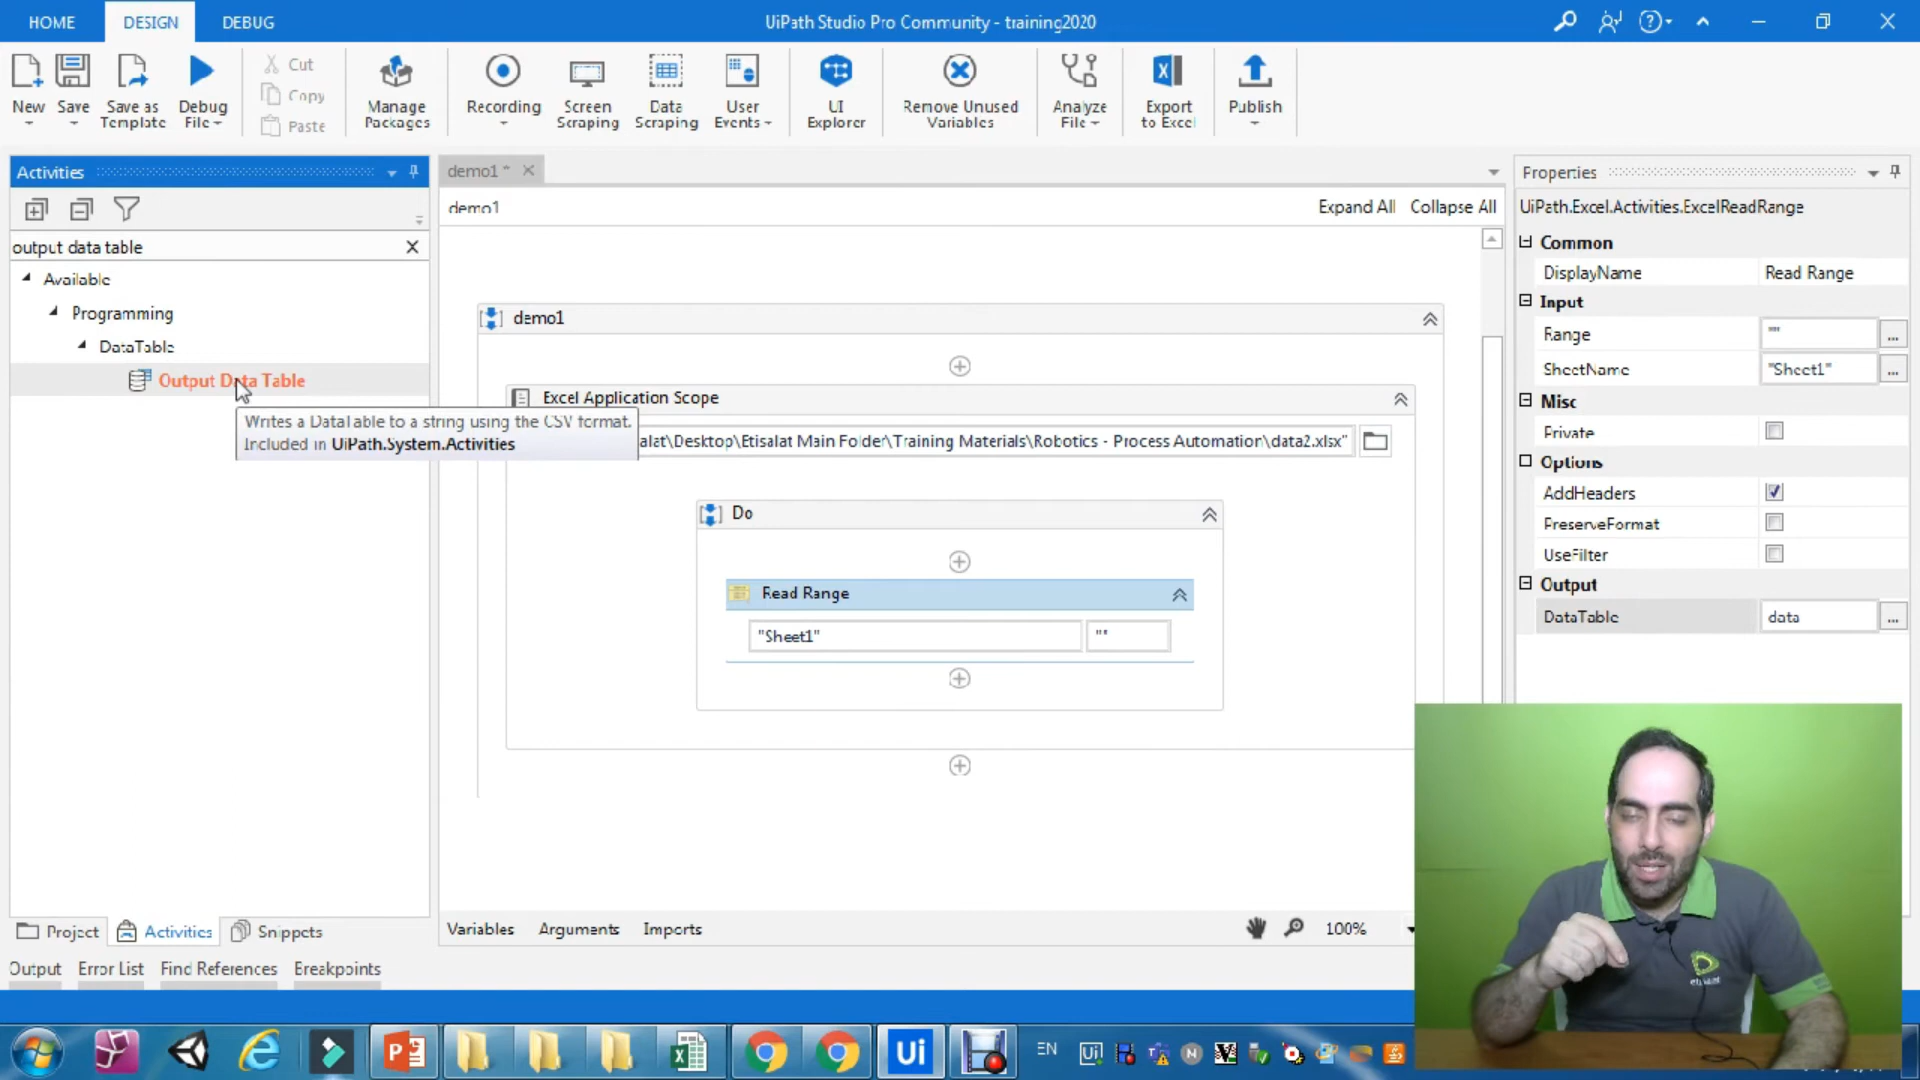 HOME DESIGN DEBUG
UiPath Studio Pro Community - training2020
New Save Save as Template Debug File
Cut
Copy
Paste
Manage Packages
Recording
Screen Scraping
Data Scraping
User Events
UI Explorer
Remove Unused Variables
Analyze File
Export to Excel
Publish
Activities
output data table
Available
Programming
DataTable
Output Data Table
Writes a DataTable to a string using the CSV format.
Included in UiPath.System.Activities
demo1 *
demo1
Expand All Collapse All
demo1
Excel Application Scope
alat\Desktop\Etisalat Main Folder\Training Materials\Robotics - Process Automation\data2.xlsx"
Do
Read Range
"Sheet1" ""
Properties
UiPath.Excel.Activities.ExcelReadRange
Common
DisplayName Read Range
Input
Range "" ...
SheetName "Sheet1" ...
Misc
Private
Options
AddHeaders
PreserveFormat
UseFilter
Output
DataTable data ...
Project Activities Snippets
Variables Arguments Imports 100%
Output Error List Find References Breakpoints
Ui
EN